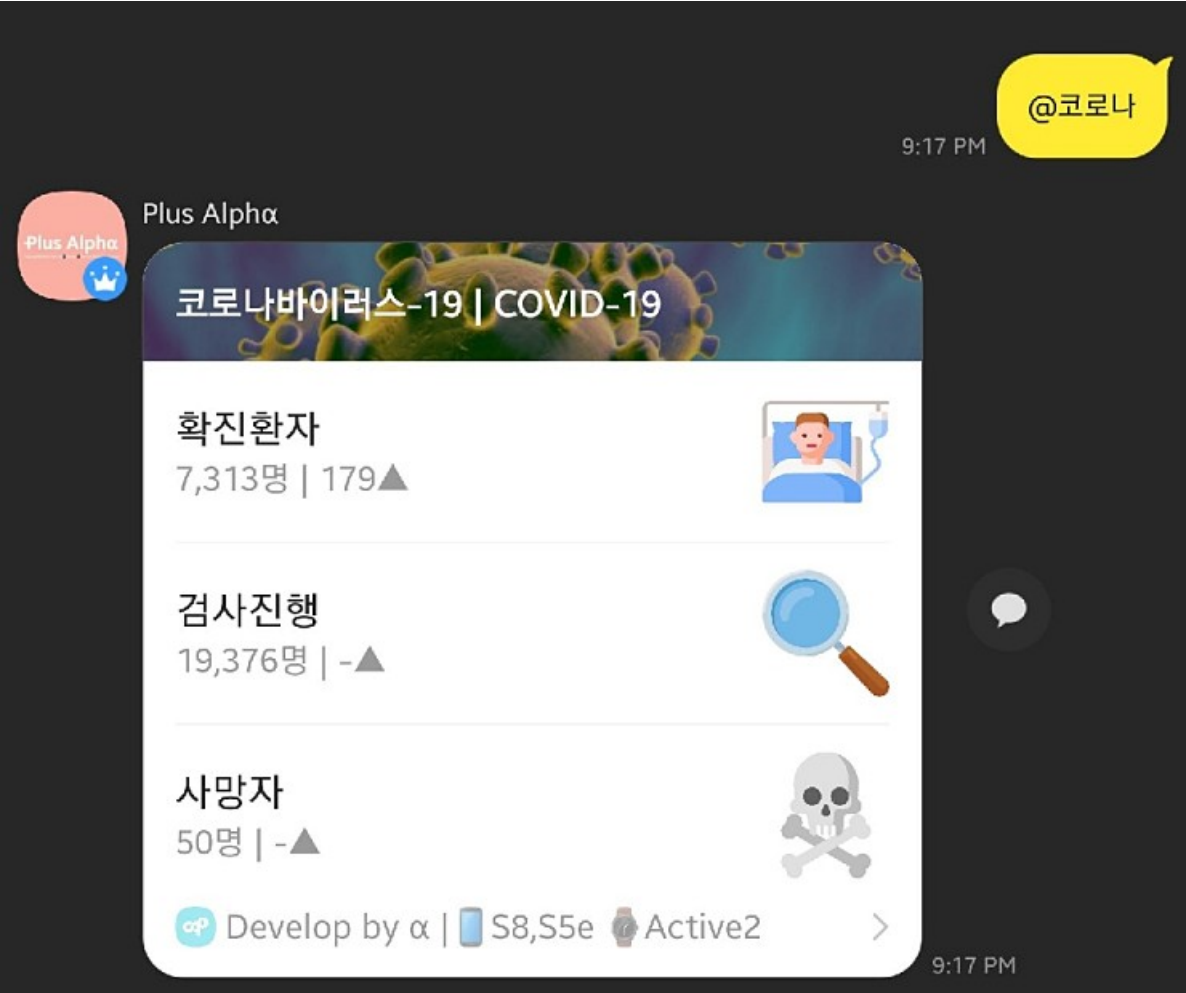 @코로나
9:17 PM
Plus Alphα
Plus Alphα
코로나바이러스-19 | COVID-19
확진환자
7,313명 | 179▲
검사진행
19,376명 | -▲
사망자
50명 | -▲
αP Develop by α | S8,S5e Active2
9:17 PM